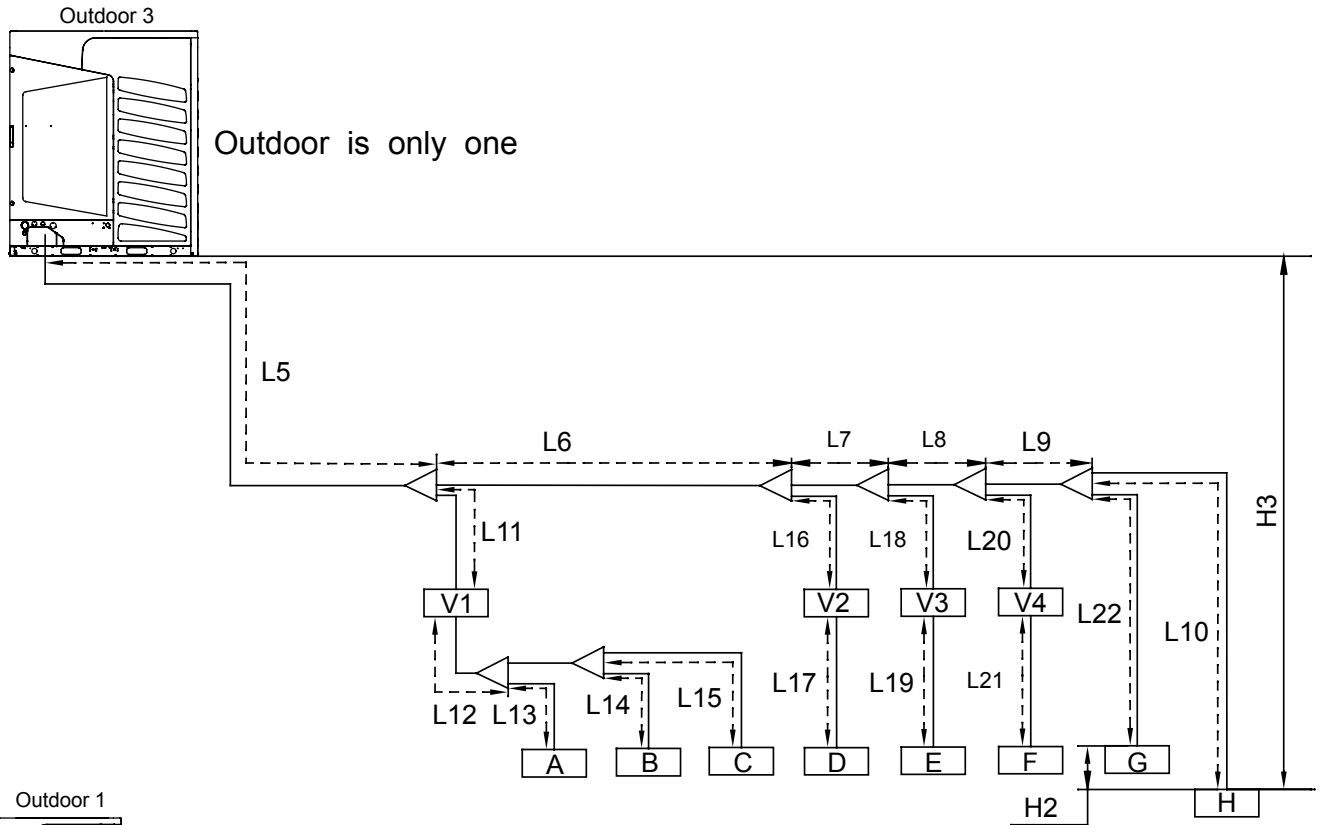 Outdoor 3
Outdoor is only one
L5
L6
L7
L8
L9
H3
L11
L16
L18
L20
V1
V2
V3
V4
L22
L10
L12
L13
L14
L15
L17
L19
L21
A
B
C
D
E
F
G
H
H2
Outdoor 1